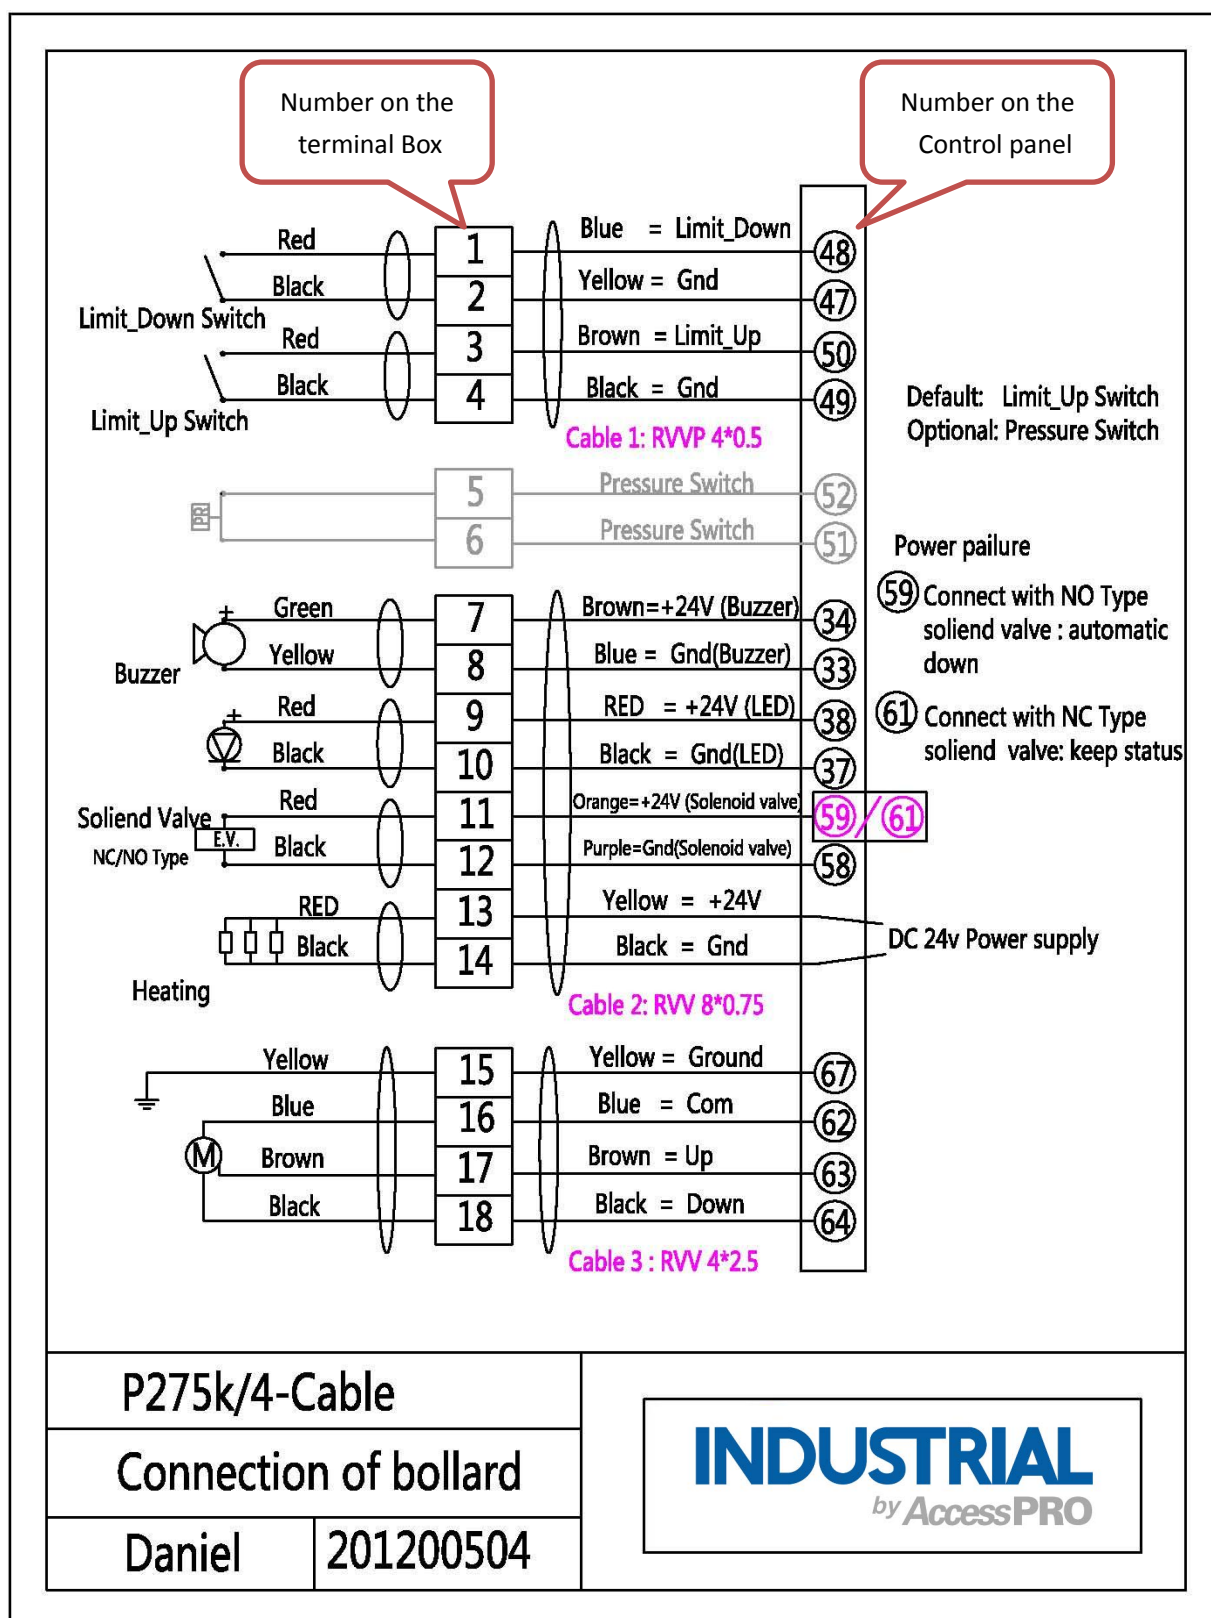 Number on the
terminal Box
Number on the
Control panel
Red
1
Blue = Limit_Down
48
Black
2
Yellow = Gnd
47
Limit_Down Switch
Red
3
Brown = Limit_Up
50
Black
4
Black = Gnd
49
Limit_Up Switch
Cable 1: RVVP 4*0.5
Default: Limit_Up Switch
Optional: Pressure Switch
PR
5
Pressure Switch
52
6
Pressure Switch
51
Power pailure
59 Connect with NO Type
soliend valve : automatic
down
61 Connect with NC Type
soliend valve: keep status
+
Green
7
Brown=+24V (Buzzer)
34
Yellow
8
Blue = Gnd(Buzzer)
33
Buzzer
+
Red
9
RED = +24V (LED)
38
Black
10
Black = Gnd(LED)
37
Soliend Valve
NC/NO Type
E.V.
Red
11
Orange=+24V (Solenoid valve)
59/61
Black
12
Purple=Gnd(Solenoid valve)
58
RED
13
Yellow = +24V
Black
14
Black = Gnd
DC 24v Power supply
Heating
Cable 2: RVV 8*0.75
Yellow
15
Yellow = Ground
67
Blue
16
Blue = Com
62
M
Brown
17
Brown = Up
63
Black
18
Black = Down
64
Cable 3 : RVV 4*2.5
P275k/4-Cable
Connection of bollard
Daniel
201200504
INDUSTRIAL
by AccessPRO